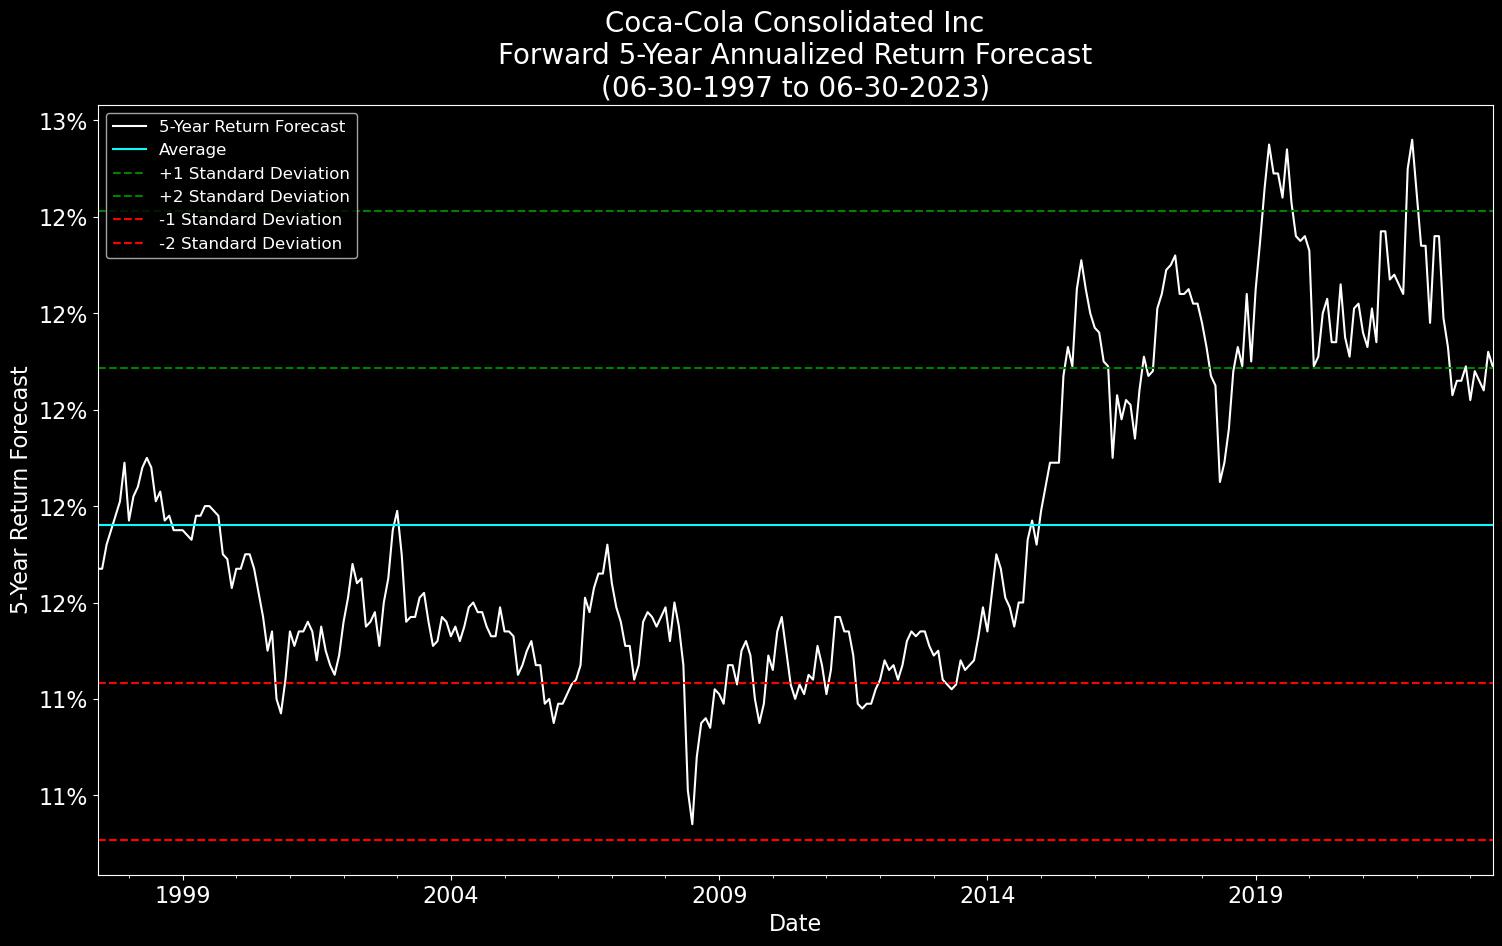 Coca-Cola Consolidated Inc
Forward 5-Year Annualized Return Forecast
(06-30-1997 to 06-30-2023)
5-Year Return Forecast
Average
+1 Standard Deviation
+2 Standard Deviation
-1 Standard Deviation
-2 Standard Deviation
13%
12%
12%
12%
12%
12%
11%
11%
5-Year Return Forecast
1999
2004
2009
2014
2019
Date